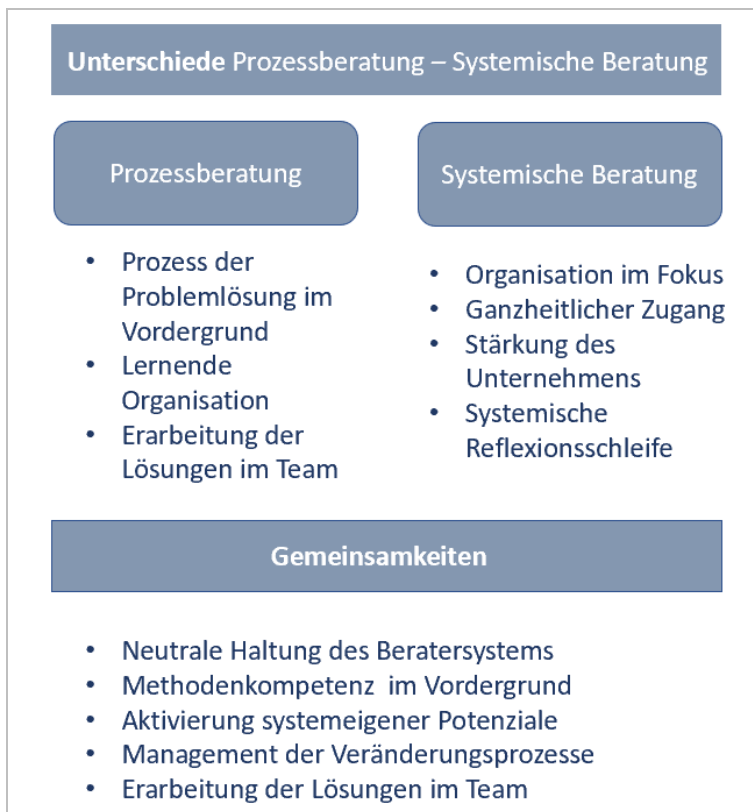 Unterschiede Prozessberatung – Systemische Beratung
Prozessberatung
• Prozess der
Problemlösung im
Vordergrund
• Lernende
Organisation
• Erarbeitung der
Lösungen im Team
Systemische Beratung
• Organisation im Fokus
• Ganzheitlicher Zugang
• Stärkung des
Unternehmens
• Systemische
Reflexionsschleife
Gemeinsamkeiten
• Neutrale Haltung des Beratersystems
• Methodenkompetenz im Vordergrund
• Aktivierung systemeigener Potenziale
• Management der Veränderungsprozesse
• Erarbeitung der Lösungen im Team